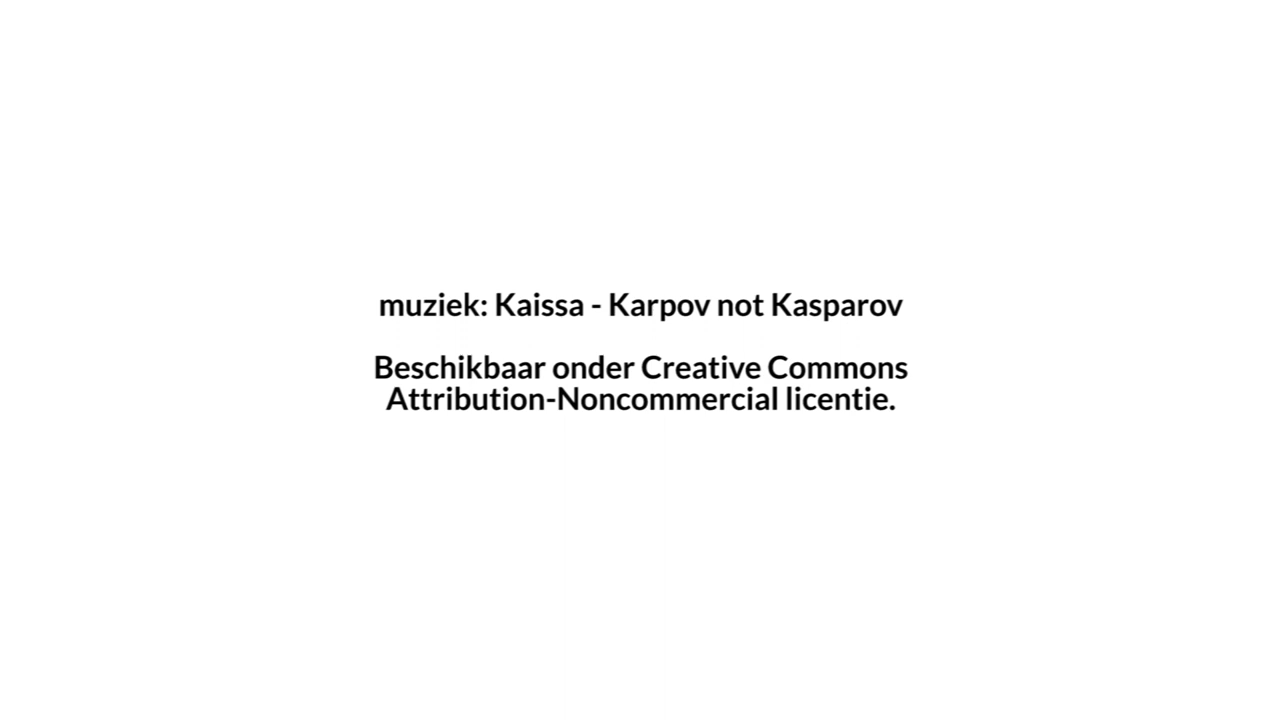 muziek: Kaissa - Karpov not Kasparov
Beschikbaar onder Creative Commons
Attribution-Noncommercial licentie.